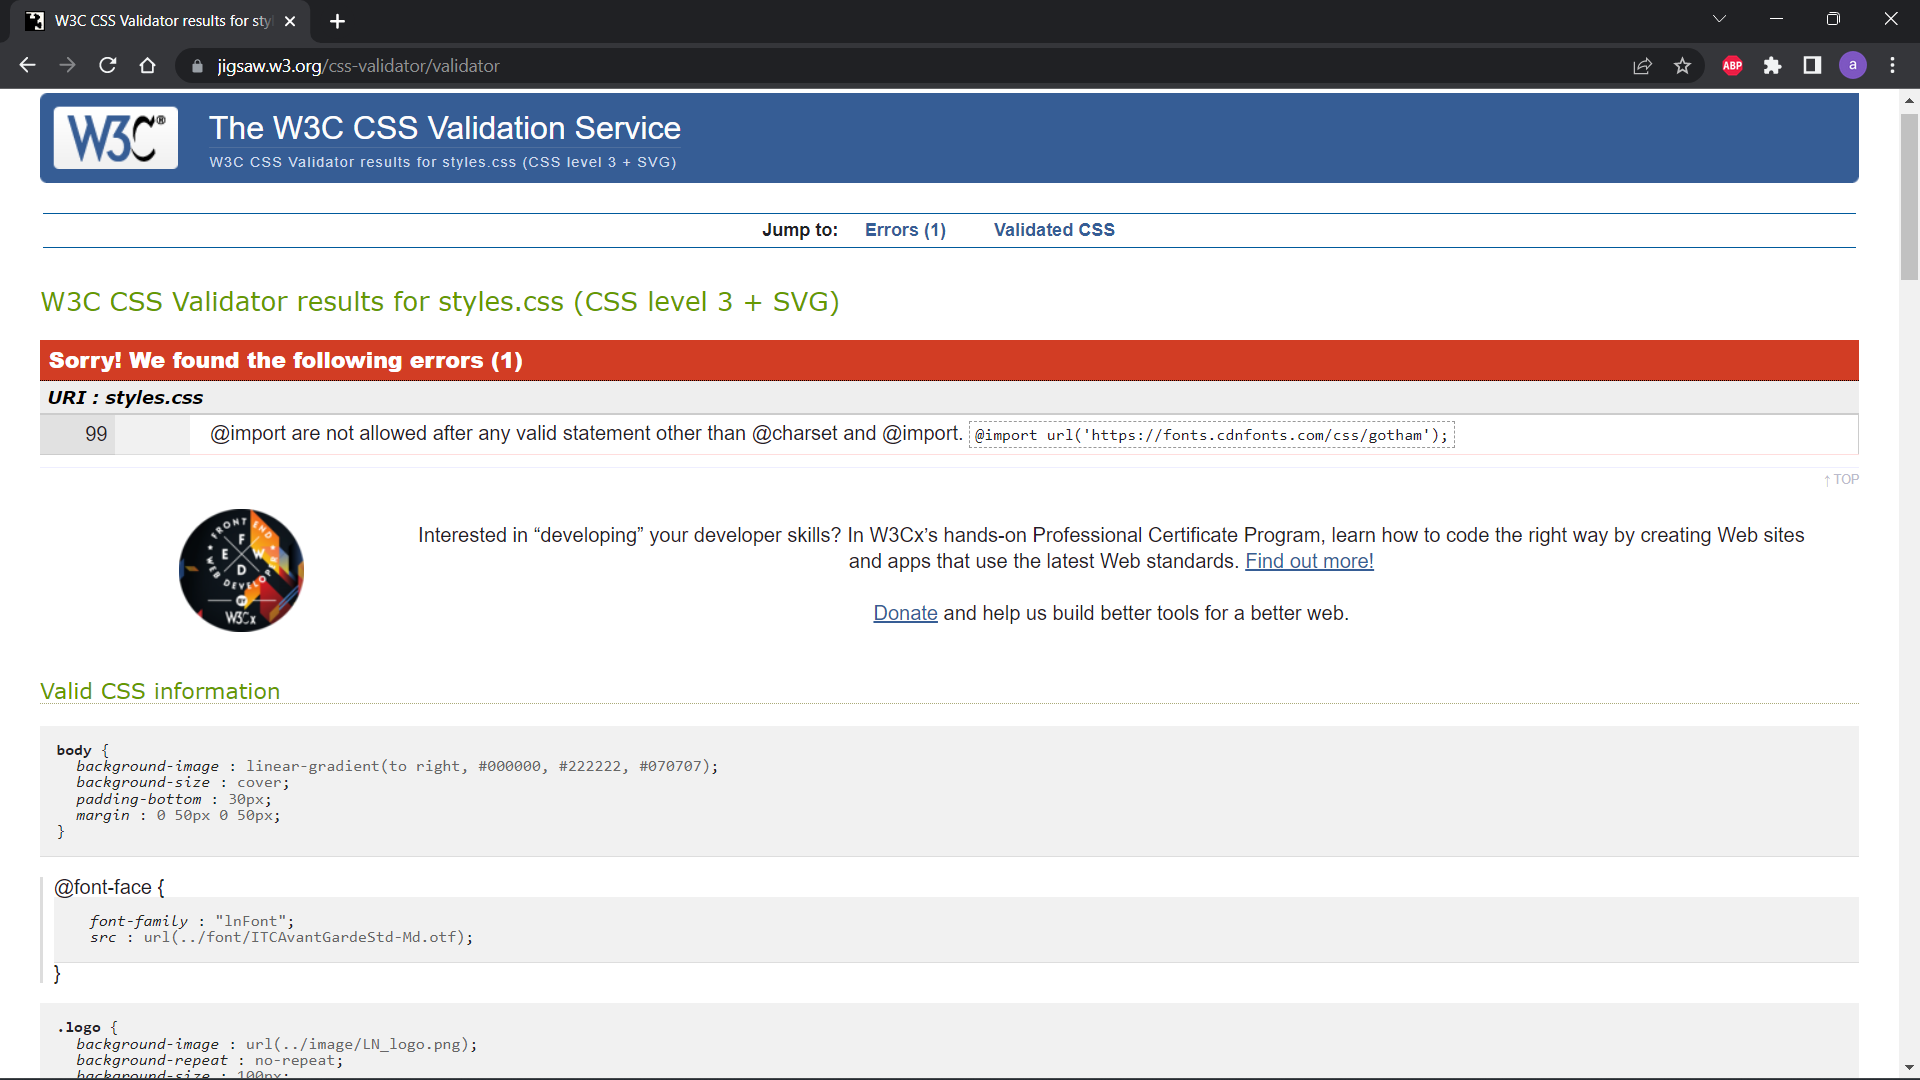 W3C CSS Validator results for sty
jigsaw.w3.org/css-validator/validator
ABP
a
W3C®
The W3C CSS Validation Service
W3C CSS Validator results for styles.css (CSS level 3 + SVG)
Jump to: Errors (1) Validated CSS
W3C CSS Validator results for styles.css (CSS level 3 + SVG)
Sorry! We found the following errors (1)
URI : styles.css
99 @import are not allowed after any valid statement other than @charset and @import. @import url('https://fonts.cdnfonts.com/css/gotham');
↑ TOP
FRONT END
WEB DEVELOPER
F
E W
D
BY
W3Cx
Interested in “developing” your developer skills? In W3Cx’s hands-on Professional Certificate Program, learn how to code the right way by creating Web sites
and apps that use the latest Web standards. Find out more!
Donate and help us build better tools for a better web.
Valid CSS information
body {
background-image : linear-gradient(to right, #000000, #222222, #070707);
background-size : cover;
padding-bottom : 30px;
margin : 0 50px 0 50px;
}
@font-face {
font-family : "lnFont";
src : url(../font/ITCAvantGardeStd-Md.otf);
}
.logo {
background-image : url(../image/LN_logo.png);
background-repeat : no-repeat;
background-size : 100px;